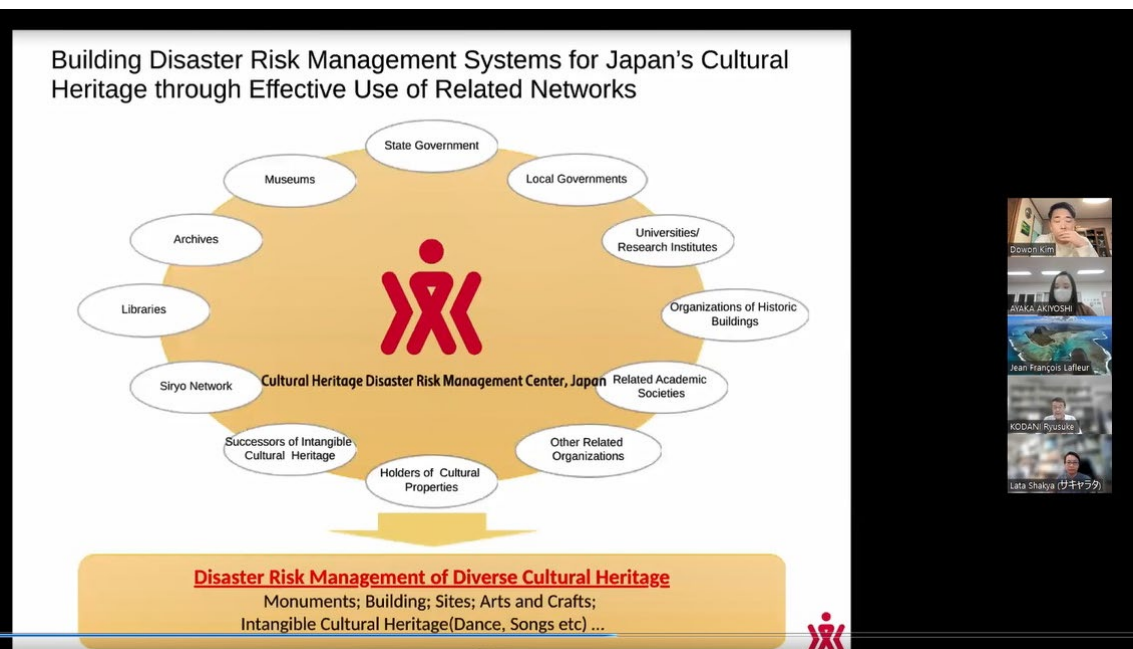 Building Disaster Risk Management Systems for Japan's Cultural
Heritage through Effective Use of Related Networks
State Government
Museums
Local Governments
Archives
Universities/
Research Institutes
Libraries
Organizations of Historic
Buildings
Siryo Network
Cultural Heritage Disaster Risk Management Center, Japan
Related Academic
Societies
Successors of Intangible
Cultural Heritage
Other Related
Organizations
Holders of Cultural
Properties
Disaster Risk Management of Diverse Cultural Heritage
Monuments; Building; Sites; Arts and Crafts;
Intangible Cultural Heritage(Dance, Songs etc) ...
Dowon Kim
AYAKA AKIYOSHI
Jean François Lafleur
KODANI Ryusuke
Lata Shakya (サキャラタ)